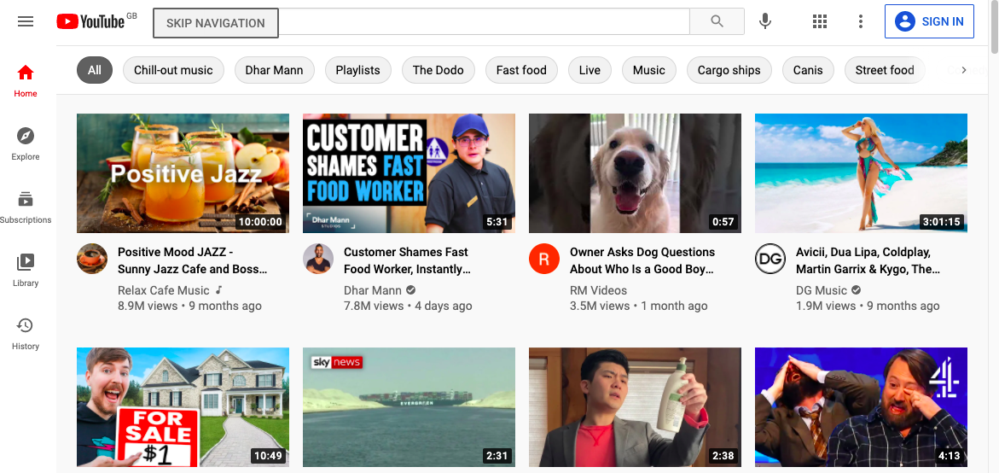 YouTube GB
SKIP NAVIGATION
SIGN IN
All
Chill-out music
Dhar Mann
Playlists
The Dodo
Fast food
Live
Music
Cargo ships
Canis
Street food
Home
Explore
Subscriptions
Library
History
Positive Jazz
10:00:00
CUSTOMER
SHAMES FAST
FOOD WORKER
Dhar Mann
STUDIOS
5:31
0:57
3:01:15
Positive Mood JAZZ -
Sunny Jazz Cafe and Boss...
Relax Cafe Music
8.9M views • 9 months ago
Customer Shames Fast
Food Worker, Instantly...
Dhar Mann
7.8M views • 4 days ago
R
Owner Asks Dog Questions
About Who Is a Good Boy...
RM Videos
3.5M views • 1 month ago
DG
Avicii, Dua Lipa, Coldplay,
Martin Garrix & Kygo, The...
DG Music
1.9M views • 9 months ago
FOR
SALE
$1
10:49
sky news
EVERGREEN
2:31
2:38
4
4:13